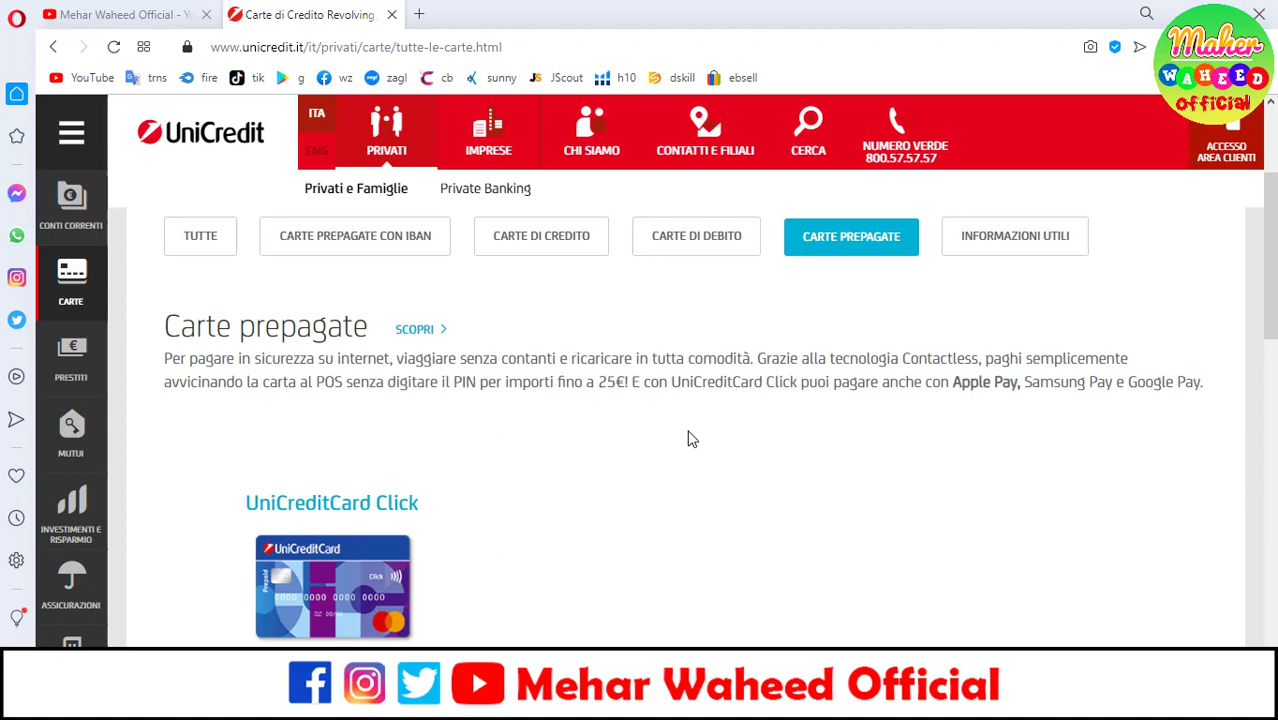 Mehar Waheed Official - Yo
Carte di Credito Revolving,
www.unicredit.it/it/privati/carte/tutte-le-carte.html
YouTube trns fire tik g wz zagl cb sunny JScout h10 dskill ebsell
Maher
WAHEED
official
UniCredit
ITA
ENG
PRIVATI
IMPRESE
CHI SIAMO
CONTATTI E FILIALI
CERCA
NUMERO VERDE
800.57.57.57
ACCESSO
AREA CLIENTI
Privati e Famiglie Private Banking
CONTI CORRENTI
CARTE
PRESTITI
MUTUI
INVESTIMENTI E
RISPARMIO
ASSICURAZIONI
TUTTE CARTE PREPAGATE CON IBAN CARTE DI CREDITO CARTE DI DEBITO CARTE PREPAGATE INFORMAZIONI UTILI
Carte prepagate SCOPRI
Per pagare in sicurezza su internet, viaggiare senza contanti e ricaricare in tutta comodità. Grazie alla tecnologia Contactless, paghi semplicemente
avvicinando la carta al POS senza digitare il PIN per importi fino a 25€! E con UniCreditCard Click puoi pagare anche con Apple Pay, Samsung Pay e Google Pay.
UniCreditCard Click
UniCreditCard
Prepaid
Click
0000 0000 0000 0000
Mehar Waheed Official